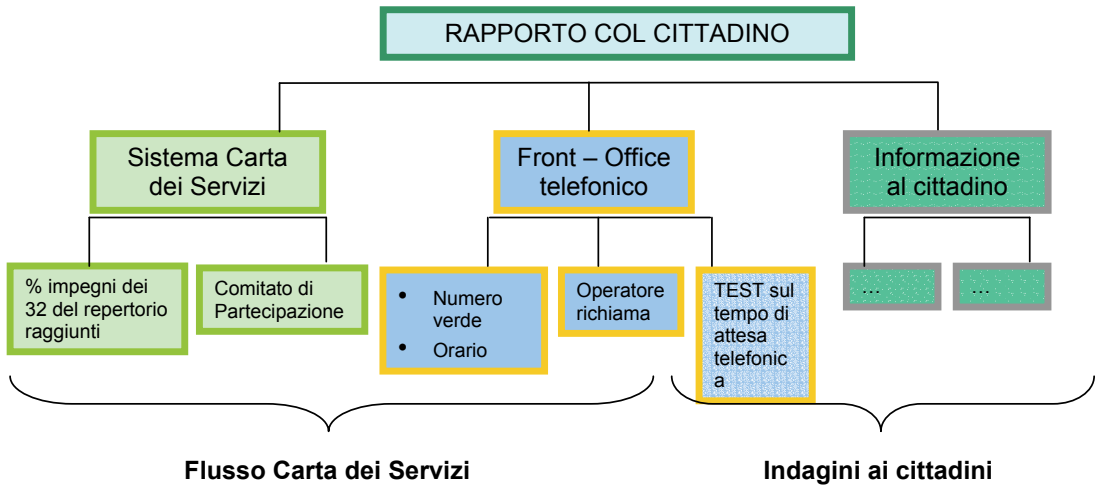 RAPPORTO COL CITTADINO
Sistema Carta
dei Servizi
Front – Office
telefonico
Informazione
al cittadino
% impegni dei
32 del repertorio
raggiunti
Comitato di
Partecipazione
• Numero
verde
• Orario
Operatore
richiama
TEST sul
tempo di
attesa
telefonic
a
…
…
Flusso Carta dei Servizi
Indagini ai cittadini